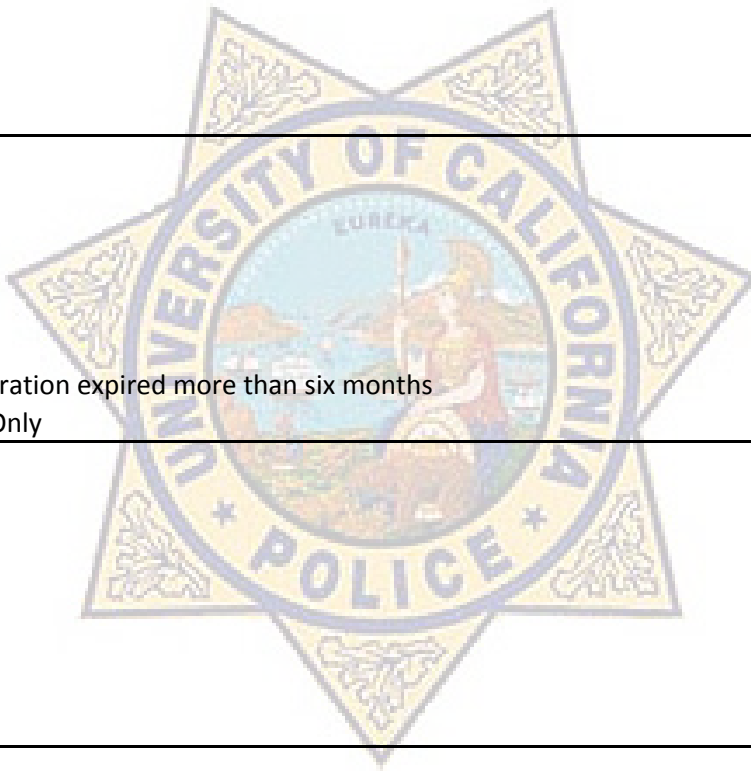 UNIVERSITY OF CALIFORNIA
EUREKA
ration expired more than six months
Only
POLICE